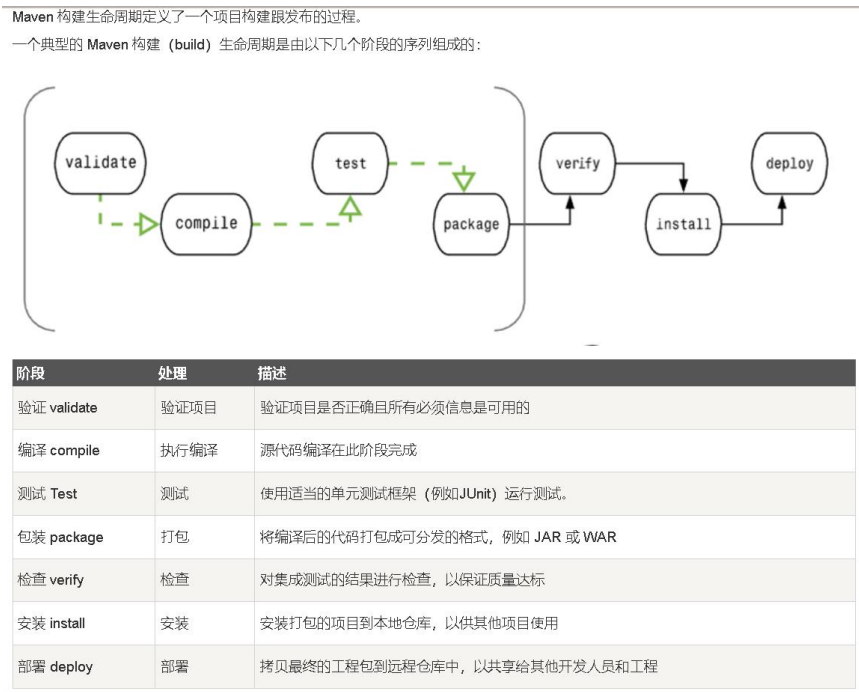 Maven 构建生命周期定义了一个项目构建跟发布的过程。
一个典型的 Maven 构建（build）生命周期是由以下几个阶段的序列组成的：
validate
compile
test
package
verify
install
deploy
阶段 处理 描述
验证 validate 验证项目 验证项目是否正确且所有必须信息是可用的
编译 compile 执行编译 源代码编译在此阶段完成
测试 Test 测试 使用适当的单元测试框架（例如JUnit）运行测试。
包装 package 打包 将编译后的代码打包成可分发的格式，例如 JAR 或 WAR
检查 verify 检查 对集成测试的结果进行检查，以保证质量达标
安装 install 安装 安装打包的项目到本地仓库，以供其他项目使用
部署 deploy 部署 拷贝最终的工程包到远程仓库中，以共享给其他开发人员和工程